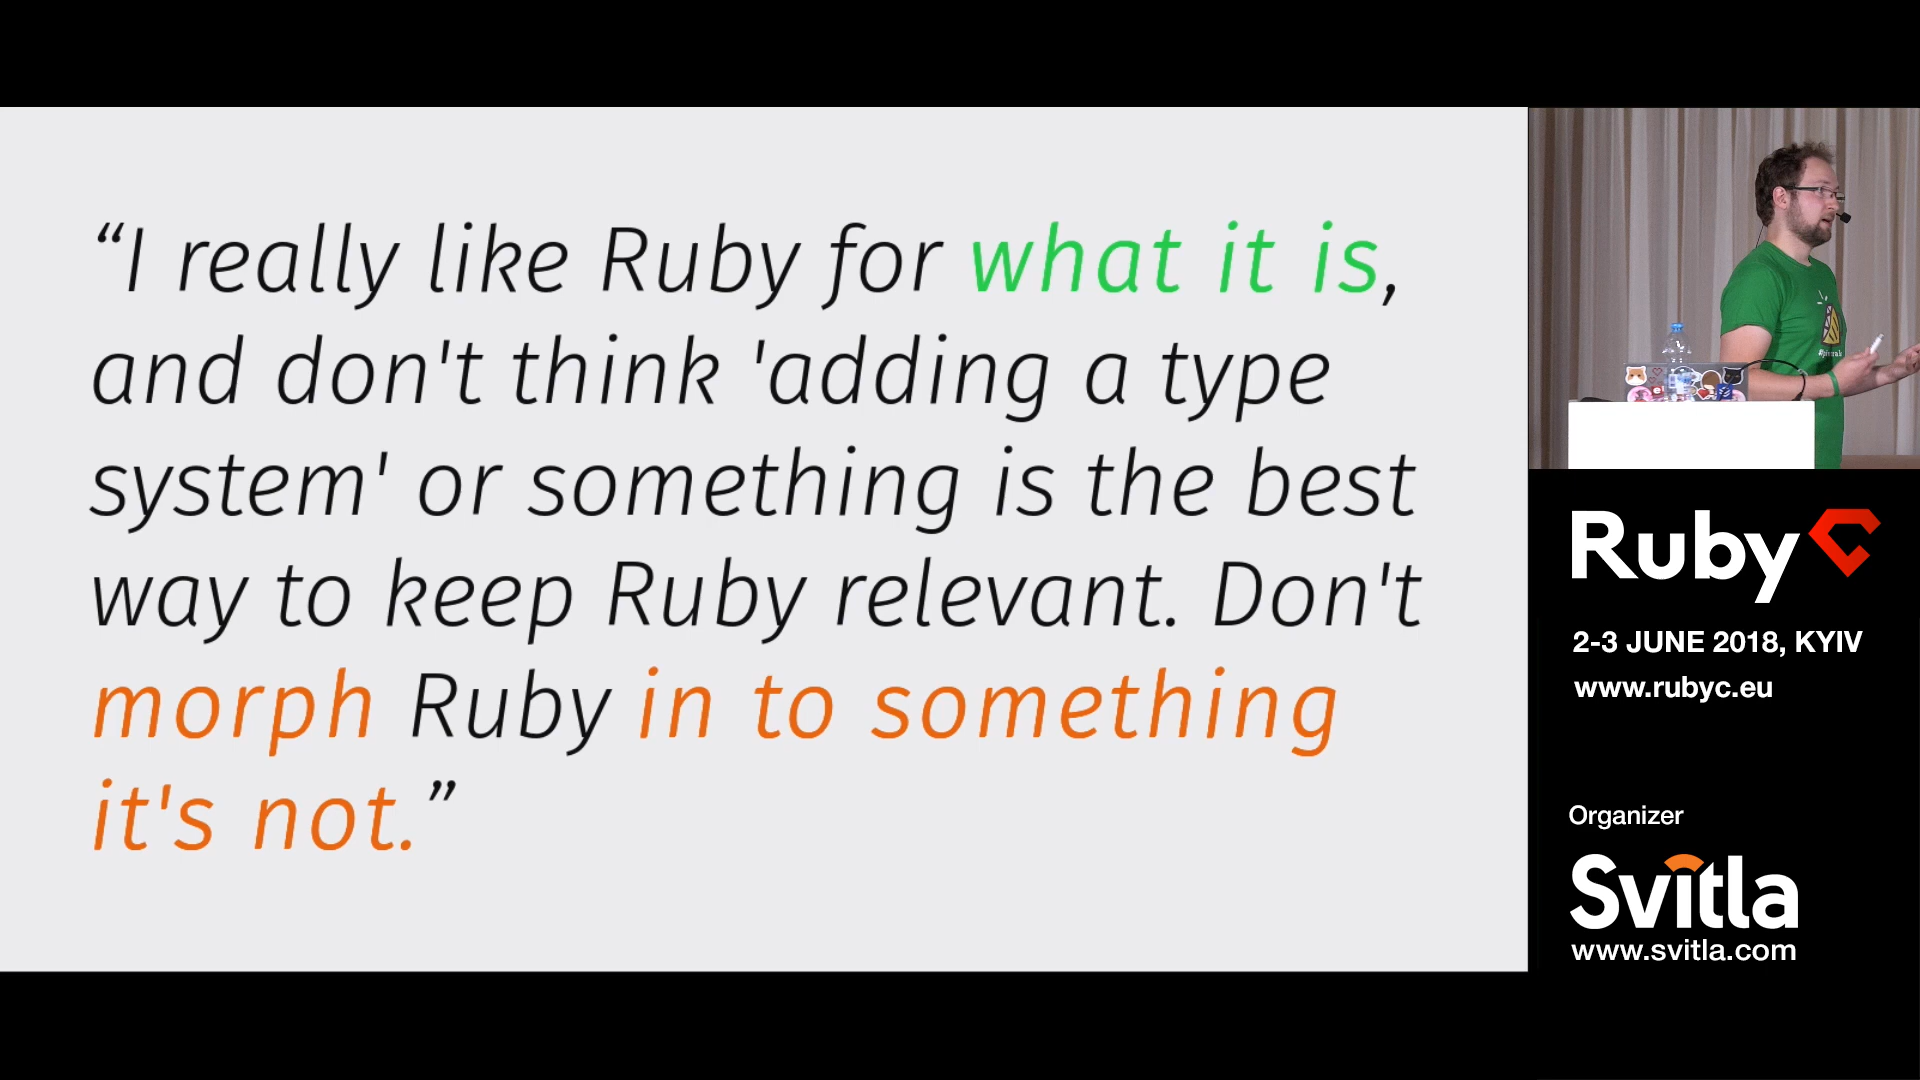 “I really like Ruby for what it is,
and don't think 'adding a type
system' or something is the best
way to keep Ruby relevant. Don't
morph Ruby in to something
it's not.”
Ruby
2-3 JUNE 2018, KYIV
www.rubyc.eu
Organizer
Svitla
www.svitla.com